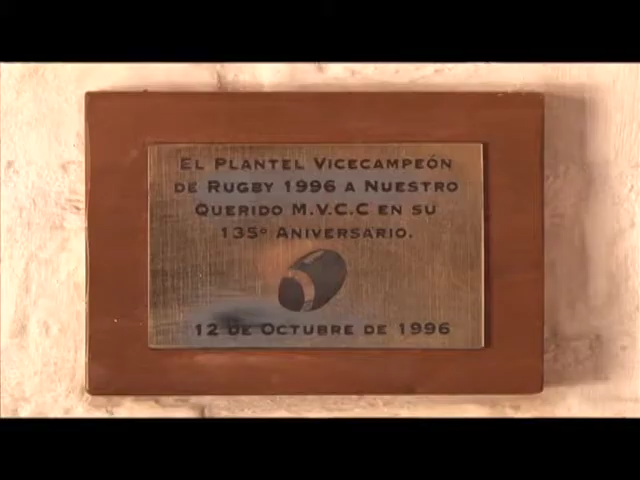 EL PLANTEL VICECAMPEÓN
DE RUGBY 1996 A NUESTRO
QUERIDO M.V.C.C EN SU
135º ANIVERSARIO.
12 DE OCTUBRE DE 1996